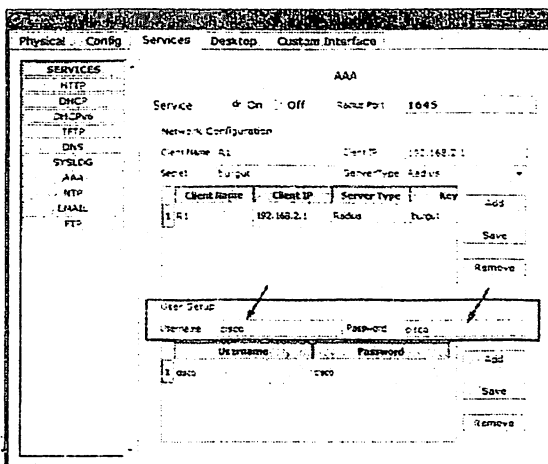 Physical Config Services Desktop Custom Interface
SERVICES
HTTP
DHCP
DHCPv6
TFTP
DNS
SYSLOG
AAA
NTP
EMAIL
FTP
AAA
Service On Off Radius Port 1645
Network Configuration
Client Name R1 Client IP 192.168.2.1
Secret ServerType Radius
Client Name Client IP Server Type Key
1 R1 192.168.2.1 Radius
Add
Save
Remove
User Setup
Username cisco Password cisco
Username Password
1 cisco cisco
Add
Save
Remove